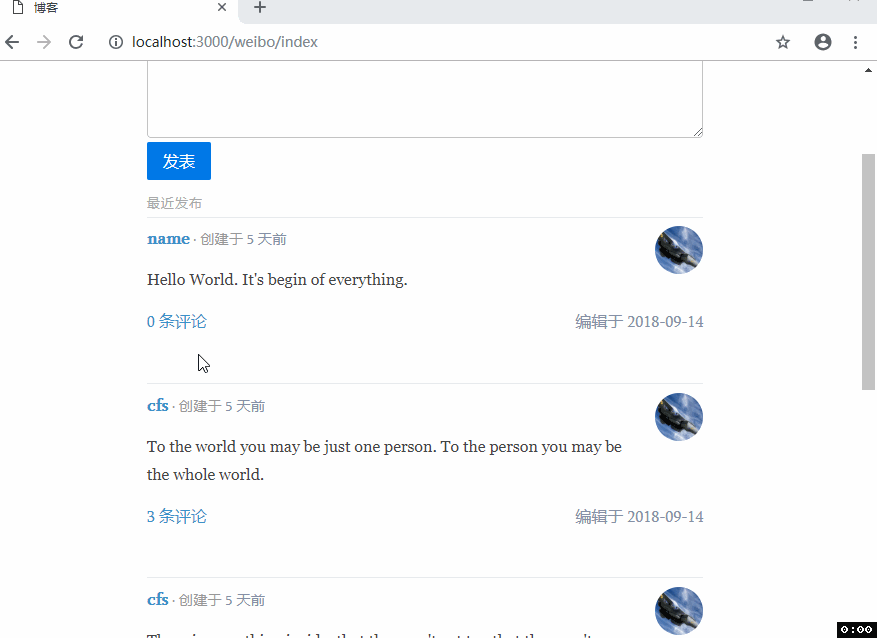 博客
localhost:3000/weibo/index
发表
最近发布
name · 创建于 5 天前
Hello World. It's begin of everything.
0 条评论 编辑于 2018-09-14
cfs · 创建于 5 天前
To the world you may be just one person. To the person you may be
the whole world.
3 条评论 编辑于 2018-09-14
cfs · 创建于 5 天前
0:00